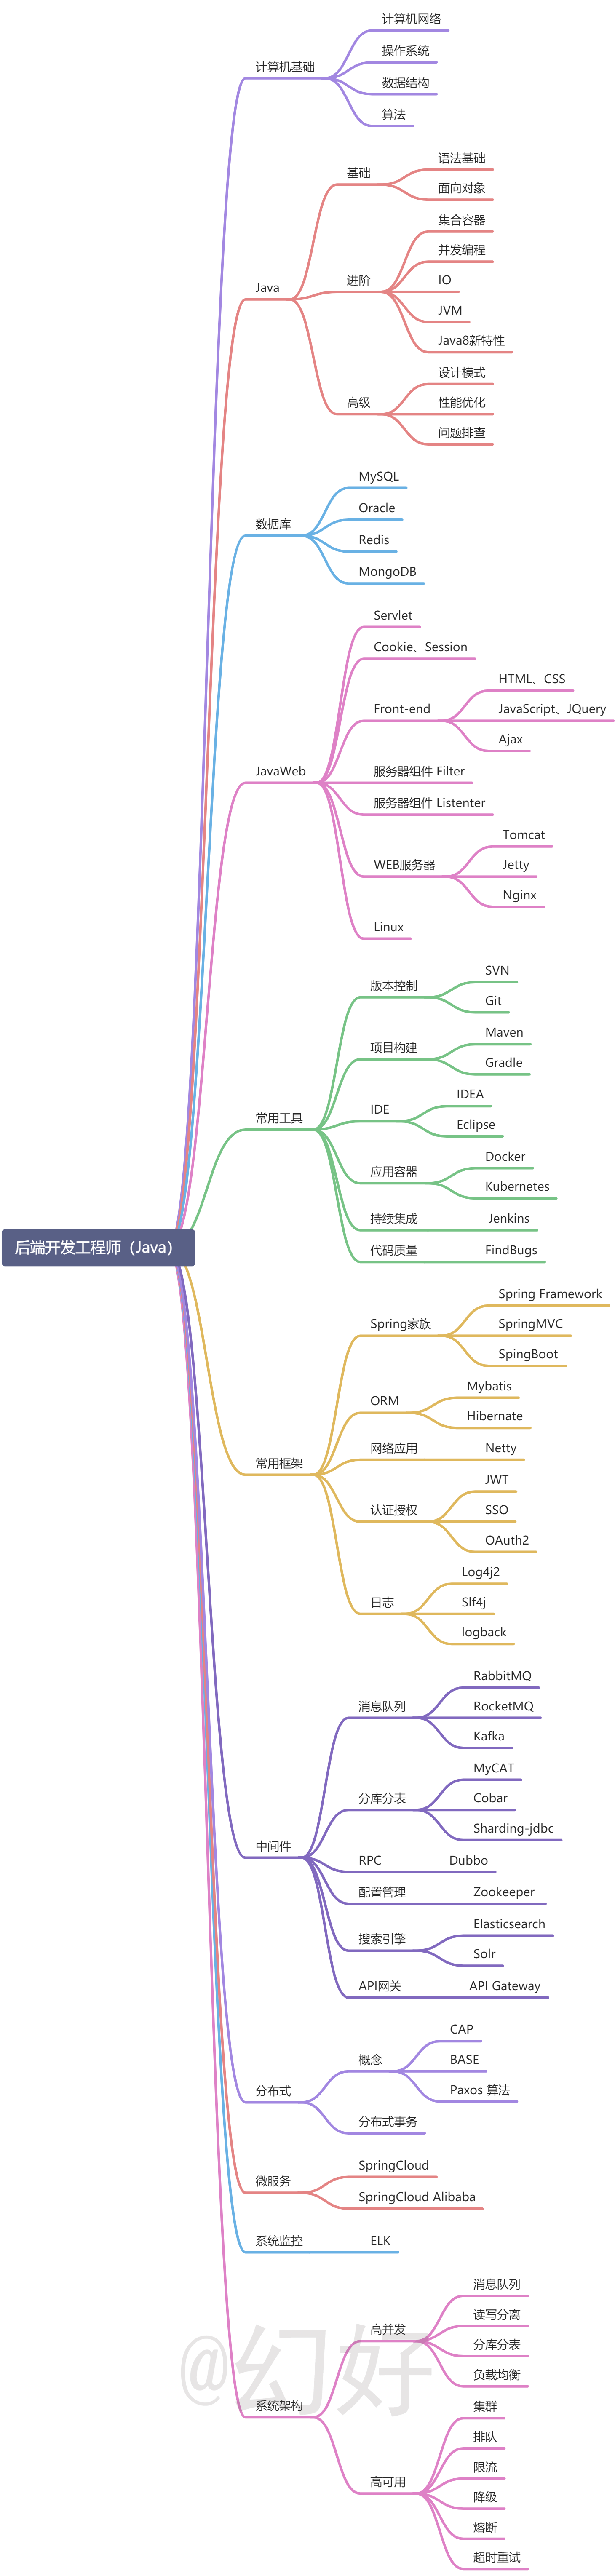 计算机网络
操作系统
计算机基础
数据结构
算法
语法基础
基础
面向对象
集合容器
并发编程
Java
进阶
IO
JVM
Java8新特性
设计模式
高级
性能优化
问题排查
MySQL
数据库
Oracle
Redis
MongoDB
Servlet
Cookie、Session
HTML、CSS
Front-end
JavaScript、JQuery
Ajax
JavaWeb
服务器组件 Filter
服务器组件 Listenter
Tomcat
WEB服务器
Jetty
Nginx
Linux
SVN
版本控制
Git
Maven
项目构建
Gradle
IDEA
常用工具
IDE
Eclipse
Docker
应用容器
Kubernetes
持续集成
Jenkins
代码质量
FindBugs
后端开发工程师（Java）
Spring Framework
Spring家族
SpringMVC
SpingBoot
Mybatis
ORM
Hibernate
网络应用
Netty
常用框架
JWT
认证授权
SSO
OAuth2
Log4j2
日志
Slf4j
logback
RabbitMQ
消息队列
RocketMQ
Kafka
MyCAT
分库分表
Cobar
Sharding-jdbc
中间件
RPC
Dubbo
配置管理
Zookeeper
Elasticsearch
搜索引擎
Solr
API网关
API Gateway
CAP
概念
BASE
Paxos 算法
分布式
分布式事务
SpringCloud
微服务
SpringCloud Alibaba
系统监控
ELK
消息队列
高并发
读写分离
分库分表
负载均衡
@幻好
系统架构
集群
排队
限流
高可用
降级
熔断
超时重试